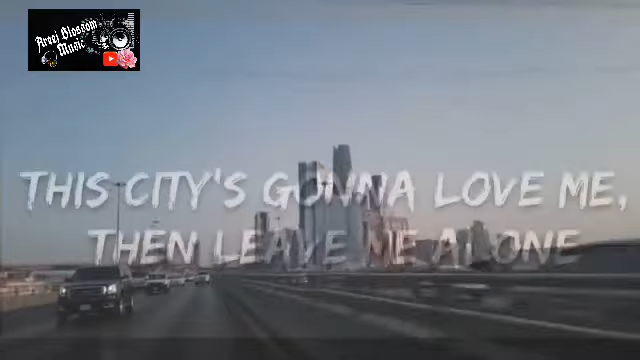 Areej Blossom
Music
THIS CITY'S GONNA LOVE ME,
THEN LEAVE ME ALONE